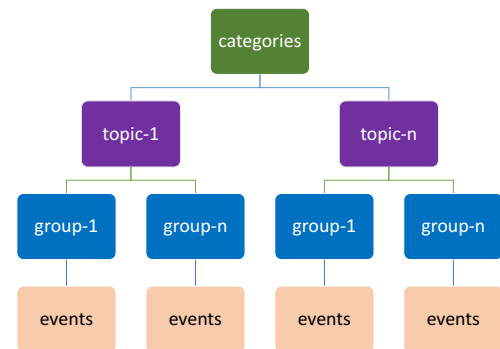 categories
topic-1
topic-n
group-1
group-n
group-1
group-n
events
events
events
events